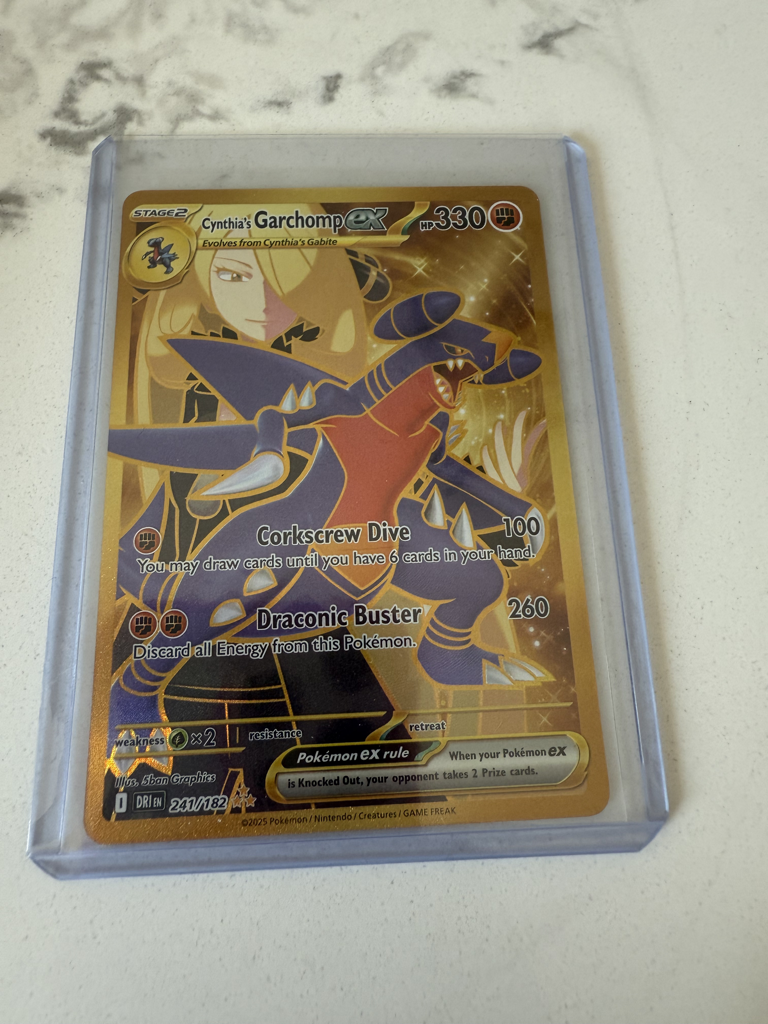 STAGE2 Cynthia's Garchomp ex HP330
Evolves from Cynthia's Gabite
Corkscrew Dive 100
You may draw cards until you have 6 cards in your hand.
Draconic Buster 260
Discard all Energy from this Pokémon.
weakness ×2 resistance retreat
Pokémon ex rule When your Pokémon ex
is Knocked Out, your opponent takes 2 Prize cards.
Illus. 5ban Graphics
I DRI EN 241/182
©2025 Pokémon / Nintendo / Creatures / GAME FREAK